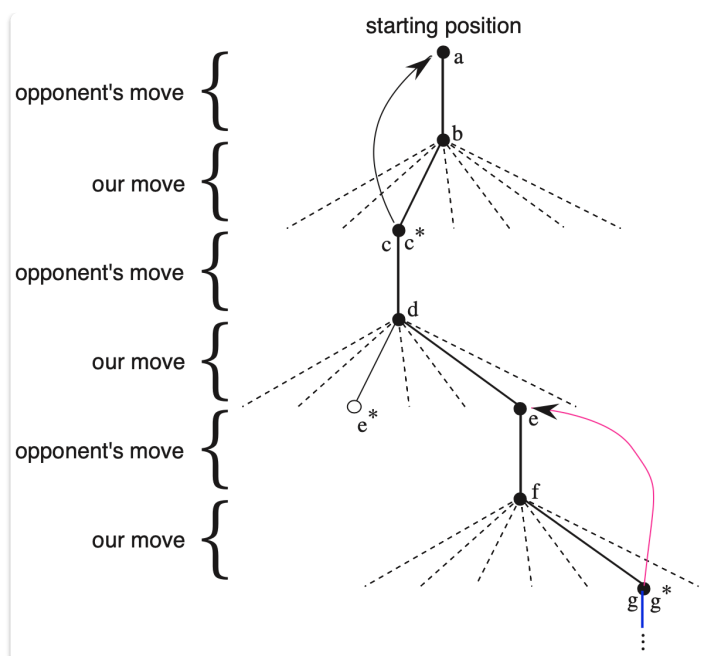 starting position
a
opponent's move
b
our move
c c*
opponent's move
d
our move
e*
e
opponent's move
f
our move
g g*